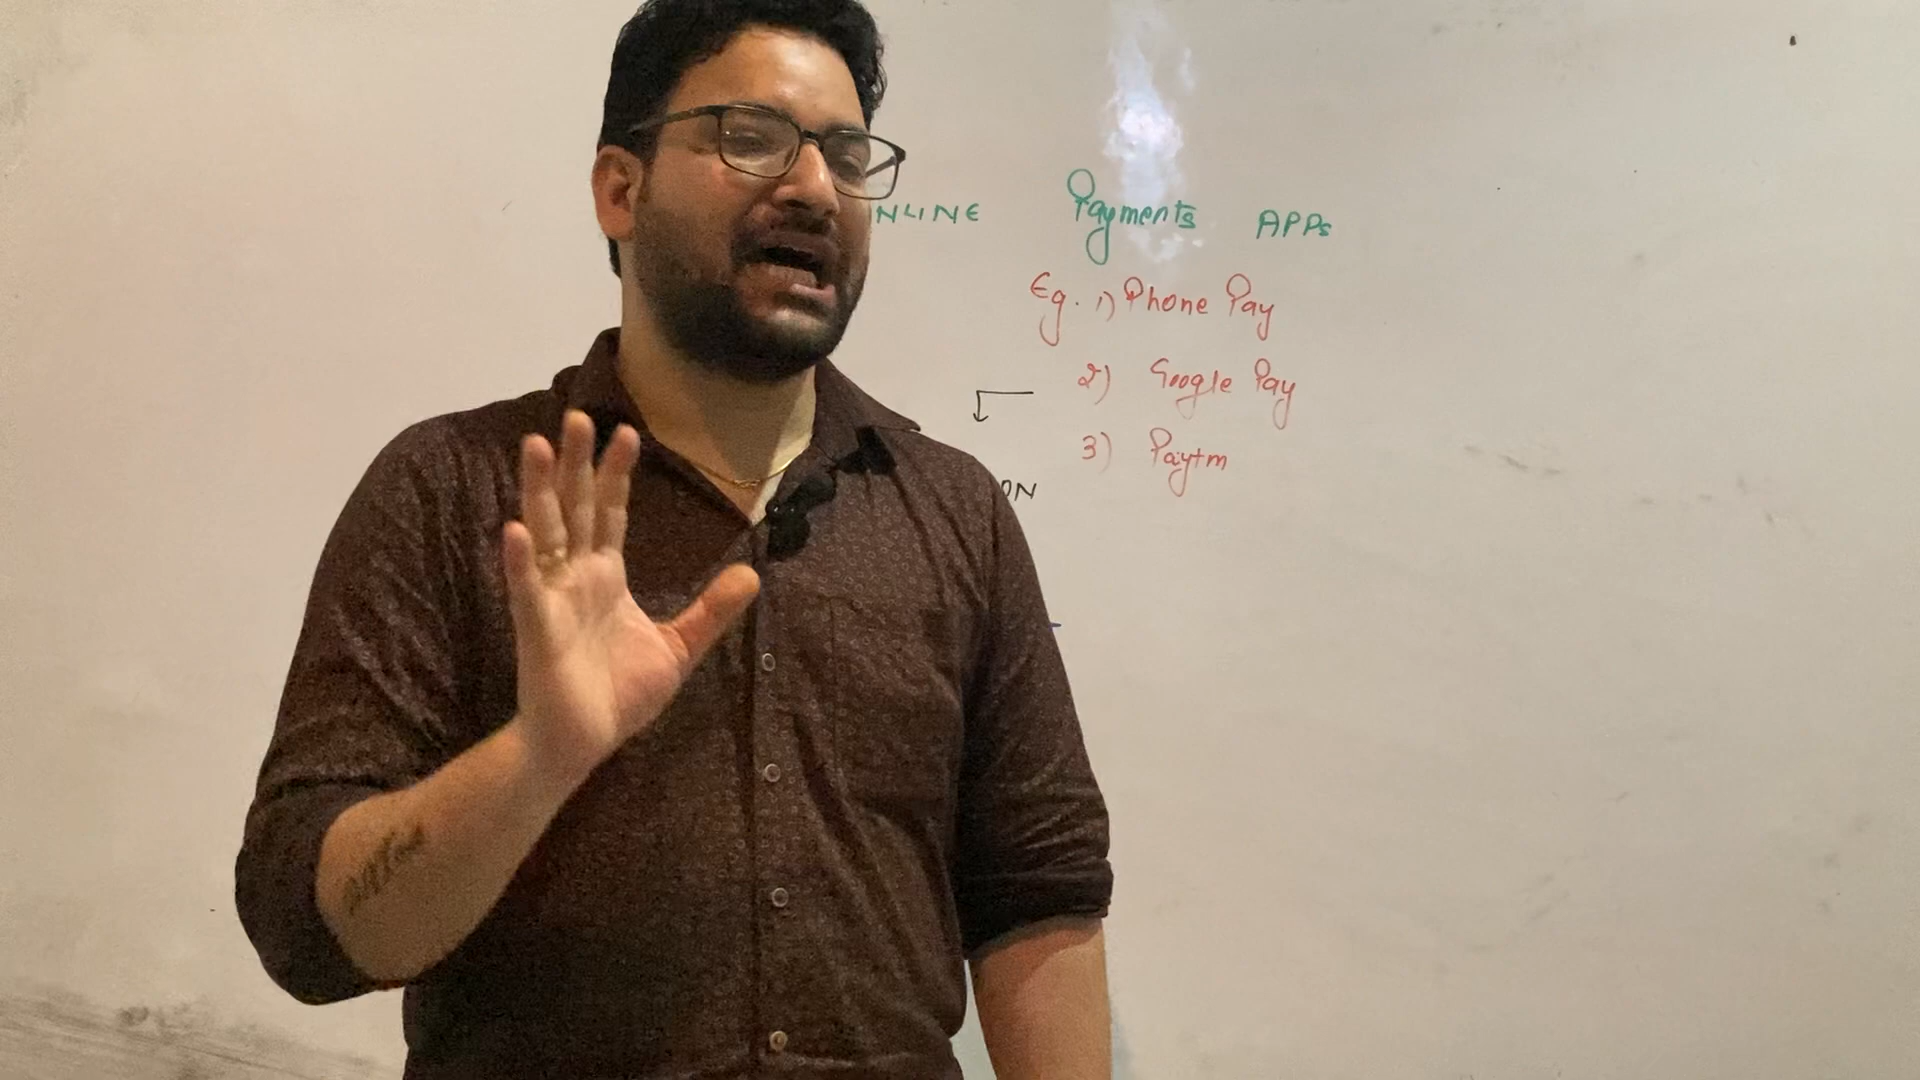 NLINE Payments APPs
Eg. 1) Phone Pay
2) Google Pay
3) Paytm
ON